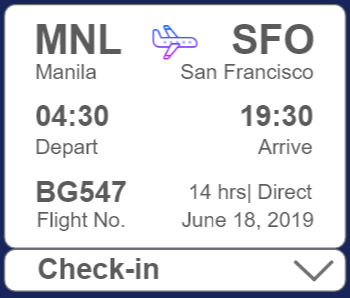 MNL SFO
Manila San Francisco
04:30 19:30
Depart Arrive
BG547 14 hrs| Direct
Flight No. June 18, 2019
Check-in